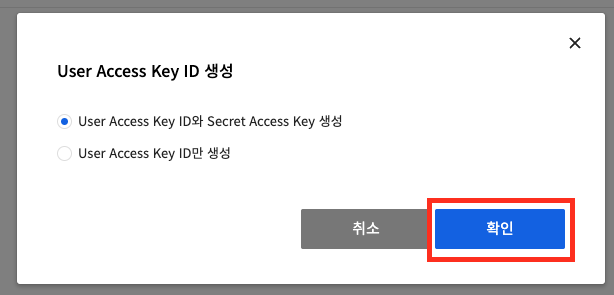 User Access Key ID 생성
User Access Key ID와 Secret Access Key 생성
User Access Key ID만 생성
취소 확인